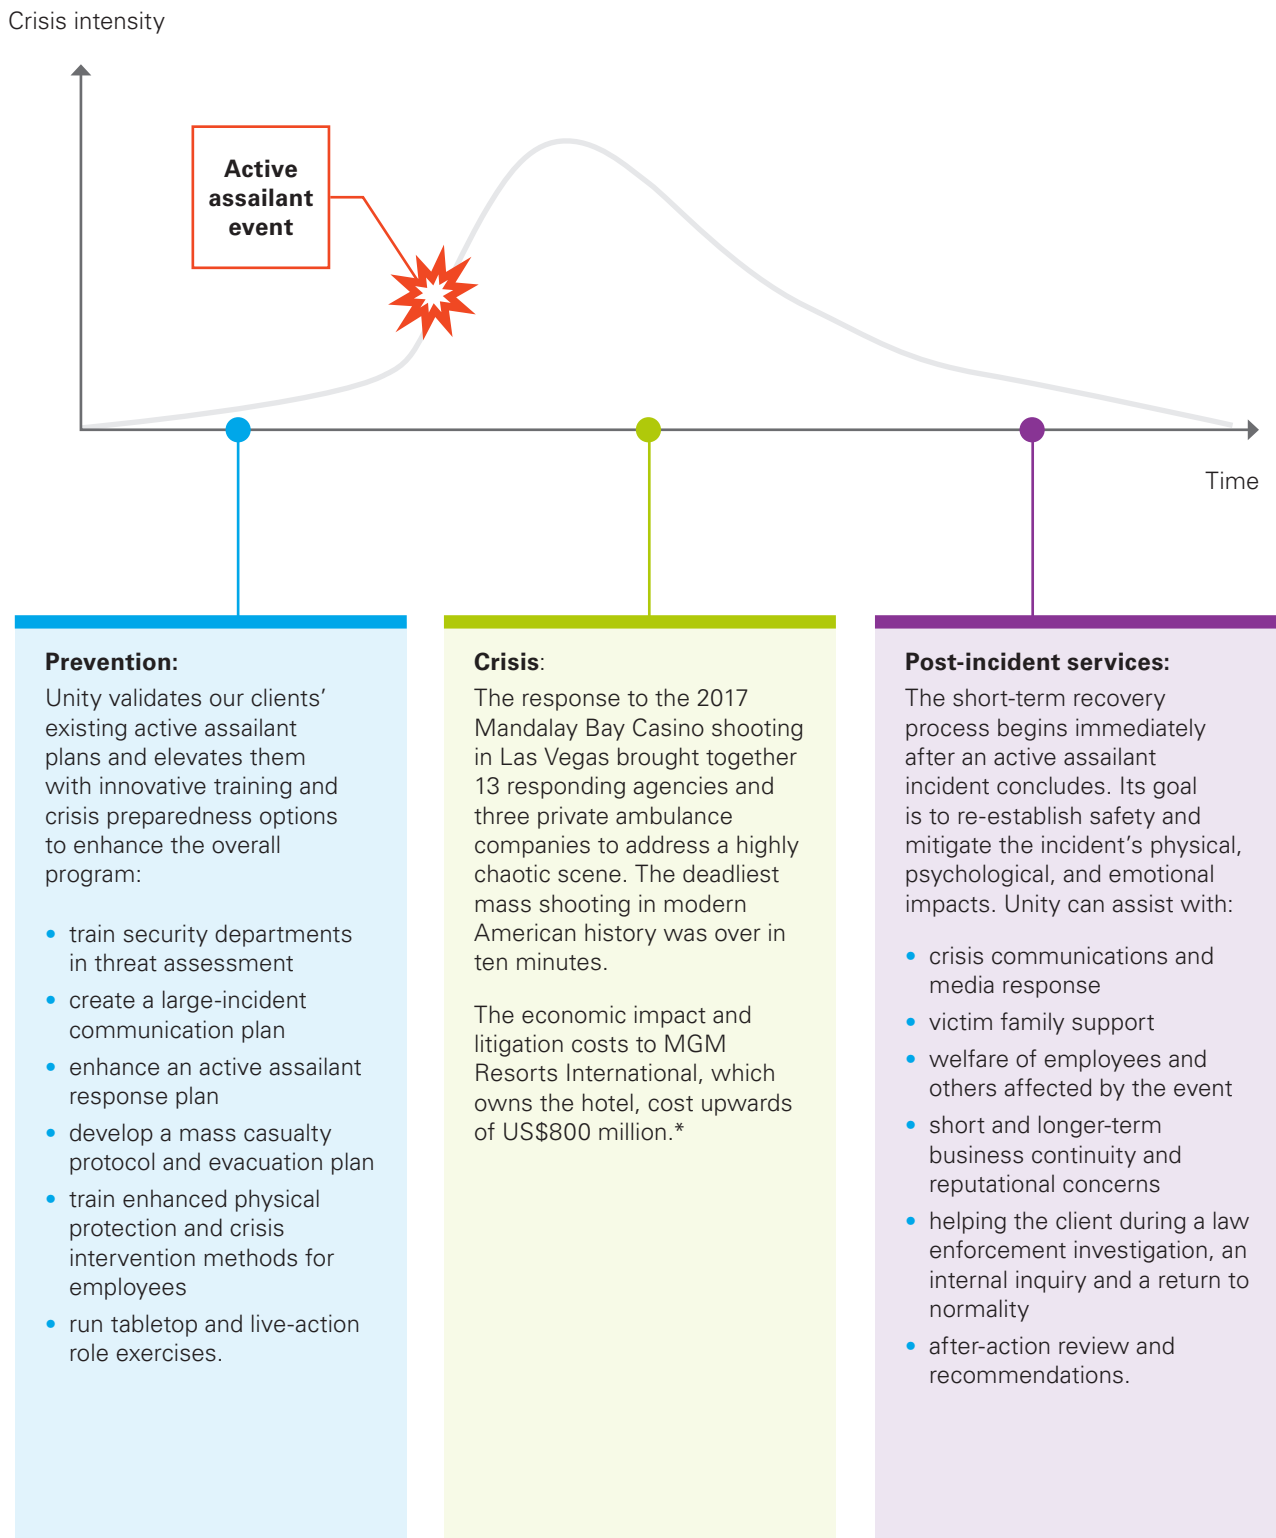 Crisis intensity
Active
assailant
event
Time
Prevention:
Unity validates our clients’
existing active assailant
plans and elevates them
with innovative training and
crisis preparedness options
to enhance the overall
program:
• train security departments
in threat assessment
• create a large-incident
communication plan
• enhance an active assailant
response plan
• develop a mass casualty
protocol and evacuation plan
• train enhanced physical
protection and crisis
intervention methods for
employees
• run tabletop and live-action
role exercises.
Crisis:
The response to the 2017
Mandalay Bay Casino shooting
in Las Vegas brought together
13 responding agencies and
three private ambulance
companies to address a highly
chaotic scene. The deadliest
mass shooting in modern
American history was over in
ten minutes.
The economic impact and
litigation costs to MGM
Resorts International, which
owns the hotel, cost upwards
of US$800 million.*
Post-incident services:
The short-term recovery
process begins immediately
after an active assailant
incident concludes. Its goal
is to re-establish safety and
mitigate the incident’s physical,
psychological, and emotional
impacts. Unity can assist with:
• crisis communications and
media response
• victim family support
• welfare of employees and
others affected by the event
• short and longer-term
business continuity and
reputational concerns
• helping the client during a law
enforcement investigation, an
internal inquiry and a return to
normality
• after-action review and
recommendations.